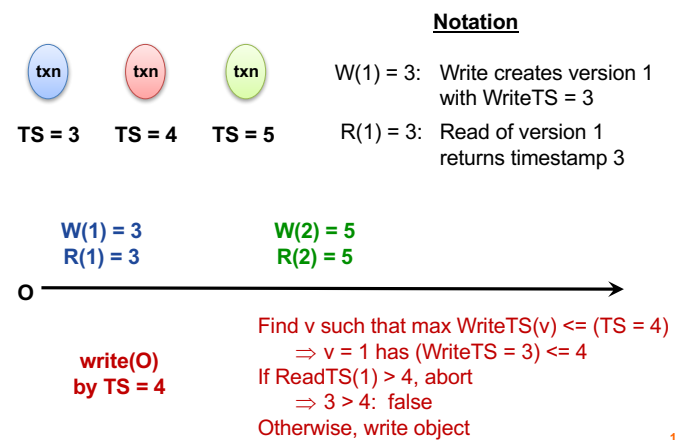 Notation
txn txn txn
TS = 3 TS = 4 TS = 5
W(1) = 3: Write creates version 1
with WriteTS = 3
R(1) = 3: Read of version 1
returns timestamp 3
W(1) = 3 W(2) = 5
R(1) = 3 R(2) = 5
O
write(O)
by TS = 4
Find v such that max WriteTS(v) <= (TS = 4)
⇒ v = 1 has (WriteTS = 3) <= 4
If ReadTS(1) > 4, abort
⇒ 3 > 4: false
Otherwise, write object
1